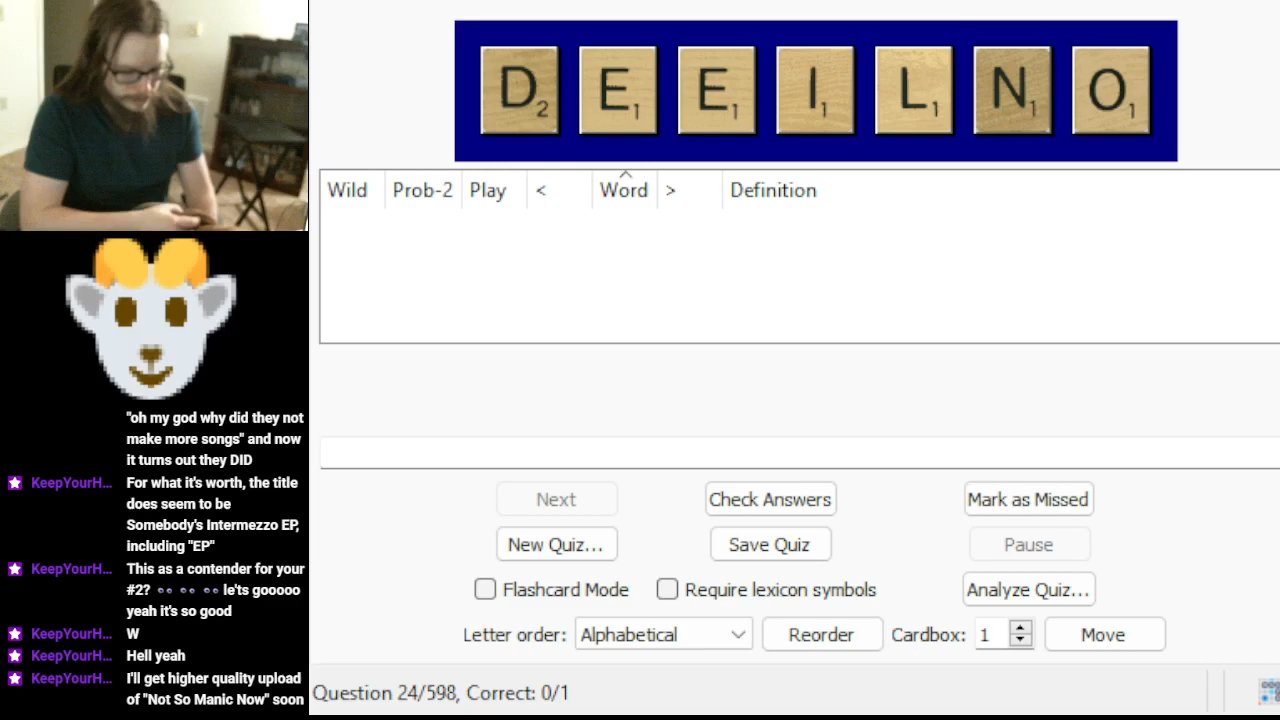 D2 E1 E1 I1 L1 N1 O1
Wild Prob-2 Play < Word > Definition
"oh my god why did they not
make more songs" and now
it turns out they DID
KeepYourH... For what it's worth, the title
does seem to be
Somebody's Intermezzo EP,
including "EP"
KeepYourH... This as a contender for your
#2? 👀 👀 👀 le'ts gooooo
yeah it's so good
KeepYourH... W
KeepYourH... Hell yeah
KeepYourH... I'll get higher quality upload
of "Not So Manic Now" soon
Next Check Answers Mark as Missed
New Quiz... Save Quiz Pause
Flashcard Mode Require lexicon symbols Analyze Quiz...
Letter order: Alphabetical Reorder Cardbox: 1 Move
Question 24/598, Correct: 0/1